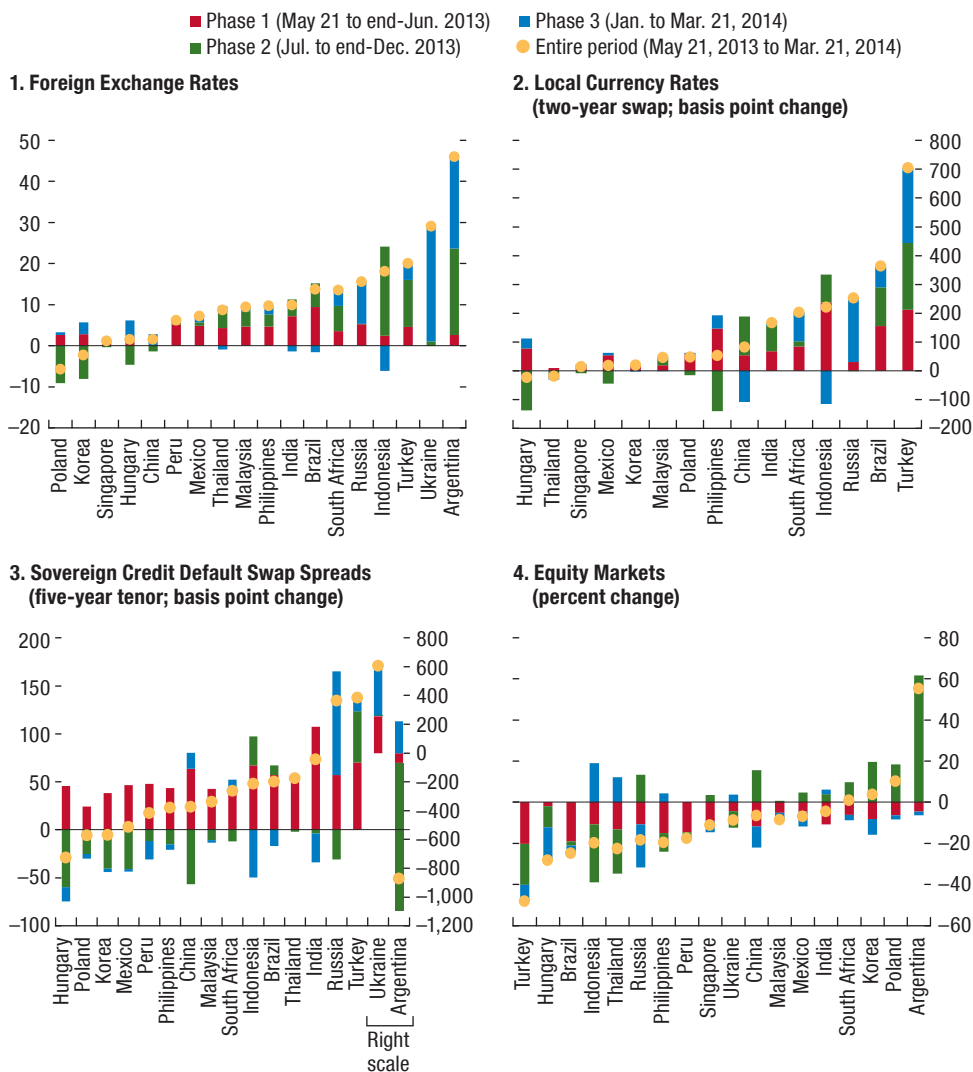 Phase 1 (May 21 to end-Jun. 2013)
Phase 3 (Jan. to Mar. 21, 2014)
Phase 2 (Jul. to end-Dec. 2013)
Entire period (May 21, 2013 to Mar. 21, 2014)
1. Foreign Exchange Rates
50
40
30
20
10
0
–10
–20
Poland
Korea
Singapore
Hungary
China
Peru
Mexico
Thailand
Malaysia
Philippines
India
Brazil
South Africa
Russia
Indonesia
Turkey
Ukraine
Argentina
2. Local Currency Rates
(two-year swap; basis point change)
800
700
600
500
400
300
200
100
0
–100
–200
Hungary
Thailand
Singapore
Mexico
Korea
Malaysia
Poland
Philippines
China
India
South Africa
Indonesia
Russia
Brazil
Turkey
3. Sovereign Credit Default Swap Spreads
(five-year tenor; basis point change)
200
150
100
50
0
–50
–100
800
600
400
200
0
–200
–400
–600
–800
–1,000
–1,200
Hungary
Poland
Korea
Mexico
Peru
Philippines
China
Malaysia
South Africa
Indonesia
Brazil
Thailand
India
Russia
Turkey
Ukraine
Argentina
Right
scale
4. Equity Markets
(percent change)
80
60
40
20
0
–20
–40
–60
Turkey
Hungary
Brazil
Indonesia
Thailand
Russia
Philippines
Peru
Singapore
Ukraine
China
Malaysia
Mexico
India
South Africa
Korea
Poland
Argentina